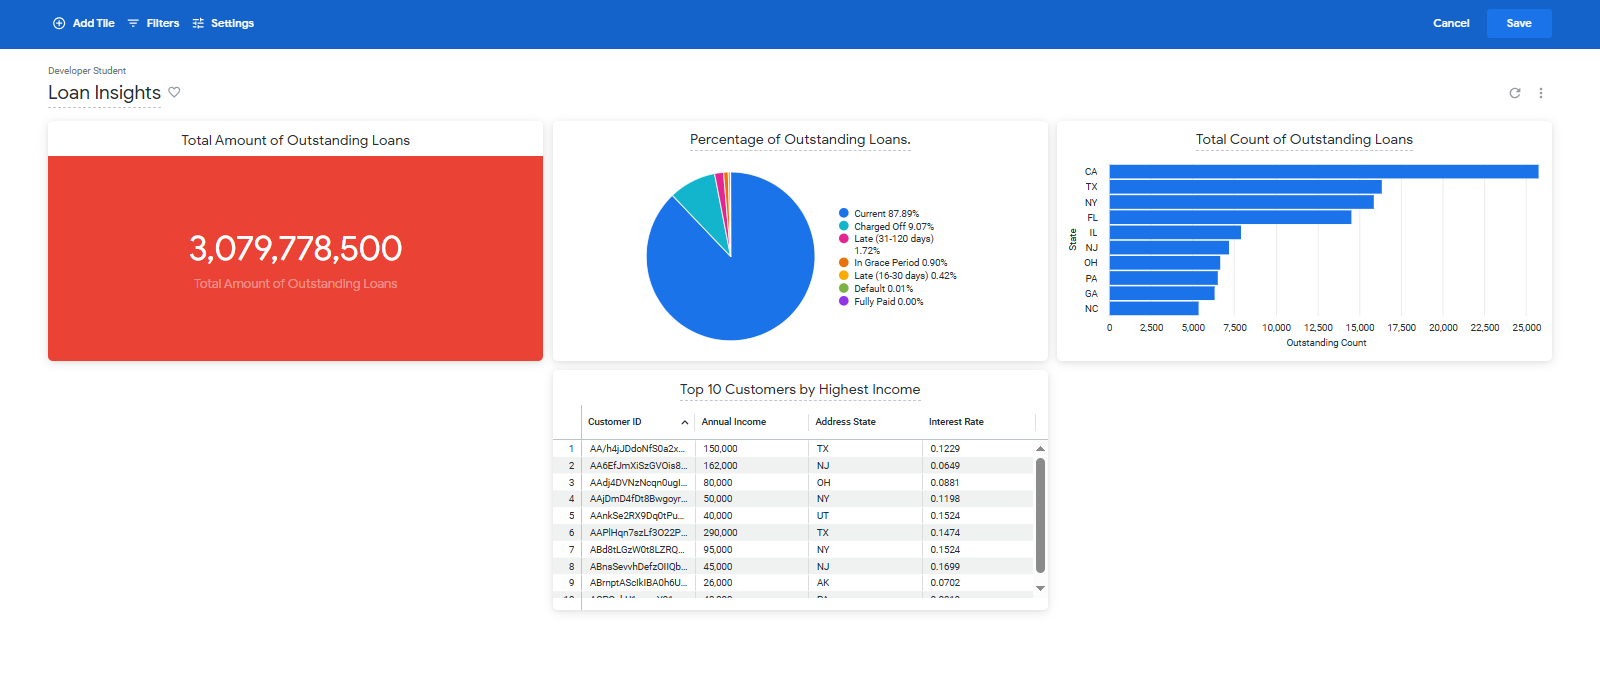 Add Tile Filters Settings Cancel Save
Developer Student
Loan Insights
Total Amount of Outstanding Loans
3,079,778,500
Total Amount of Outstanding Loans
Percentage of Outstanding Loans.
Current 87.89%
Charged Off 9.07%
Late (31-120 days)
1.72%
In Grace Period 0.90%
Late (16-30 days) 0.42%
Default 0.01%
Fully Paid 0.00%
Total Count of Outstanding Loans
State
CA
TX
NY
FL
IL
NJ
OH
PA
GA
NC
0 2,500 5,000 7,500 10,000 12,500 15,000 17,500 20,000 22,500 25,000
Outstanding Count
Top 10 Customers by Highest Income
Customer ID Annual Income Address State Interest Rate
1 AA/h4jJDdoNfS0a2x... 150,000 TX 0.1229
2 AA6EfJmXiSzGVOis8... 162,000 NJ 0.0649
3 AAdj4DVNzNcqn0ugI... 80,000 OH 0.0881
4 AAjDmD4fDt8Bwgoyr... 50,000 NY 0.1198
5 AAnkSe2RX9Dq0tPu... 40,000 UT 0.1524
6 AAPlHqn7szLf3O22P... 290,000 TX 0.1474
7 ABd8tLGzW0t8LZRQ... 95,000 NY 0.1524
8 ABnsSevvhDefzOIIQb... 45,000 NJ 0.1699
9 ABrnptAScIkIBA0h6U... 26,000 AK 0.0702